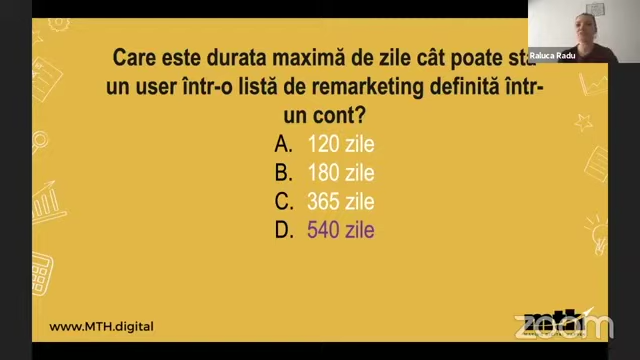 Care este durata maximă de zile cât poate sta
un user într-o listă de remarketing definită într-
un cont?
A. 120 zile
B. 180 zile
C. 365 zile
D. 540 zile
Raluca Radu
www.MTH.digital
mth
zoom